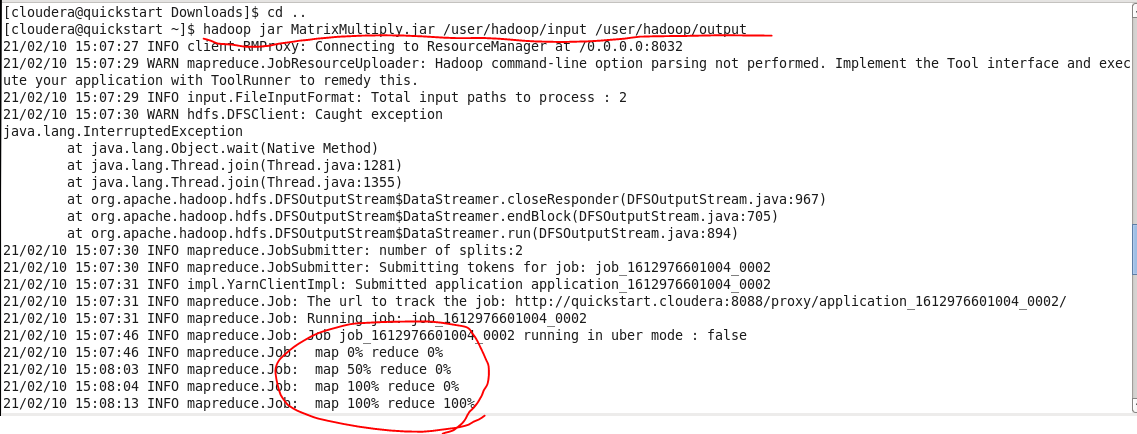 [cloudera@quickstart Downloads]$ cd ..
[cloudera@quickstart ~]$ hadoop jar MatrixMultiply.jar /user/hadoop/input /user/hadoop/output
21/02/10 15:07:27 INFO client.RMProxy: Connecting to ResourceManager at /0.0.0.0:8032
21/02/10 15:07:29 WARN mapreduce.JobResourceUploader: Hadoop command-line option parsing not performed. Implement the Tool interface and exec
ute your application with ToolRunner to remedy this.
21/02/10 15:07:29 INFO input.FileInputFormat: Total input paths to process : 2
21/02/10 15:07:30 WARN hdfs.DFSClient: Caught exception
java.lang.InterruptedException
        at java.lang.Object.wait(Native Method)
        at java.lang.Thread.join(Thread.java:1281)
        at java.lang.Thread.join(Thread.java:1355)
        at org.apache.hadoop.hdfs.DFSOutputStream$DataStreamer.closeResponder(DFSOutputStream.java:967)
        at org.apache.hadoop.hdfs.DFSOutputStream$DataStreamer.endBlock(DFSOutputStream.java:705)
        at org.apache.hadoop.hdfs.DFSOutputStream$DataStreamer.run(DFSOutputStream.java:894)
21/02/10 15:07:30 INFO mapreduce.JobSubmitter: number of splits:2
21/02/10 15:07:30 INFO mapreduce.JobSubmitter: Submitting tokens for job: job_1612976601004_0002
21/02/10 15:07:31 INFO impl.YarnClientImpl: Submitted application application_1612976601004_0002
21/02/10 15:07:31 INFO mapreduce.Job: The url to track the job: http://quickstart.cloudera:8088/proxy/application_1612976601004_0002/
21/02/10 15:07:31 INFO mapreduce.Job: Running job: job_1612976601004_0002
21/02/10 15:07:46 INFO mapreduce.Job: Job job_1612976601004_0002 running in uber mode : false
21/02/10 15:07:46 INFO mapreduce.Job:  map 0% reduce 0%
21/02/10 15:08:03 INFO mapreduce.Job:  map 50% reduce 0%
21/02/10 15:08:04 INFO mapreduce.Job:  map 100% reduce 0%
21/02/10 15:08:13 INFO mapreduce.Job:  map 100% reduce 100%